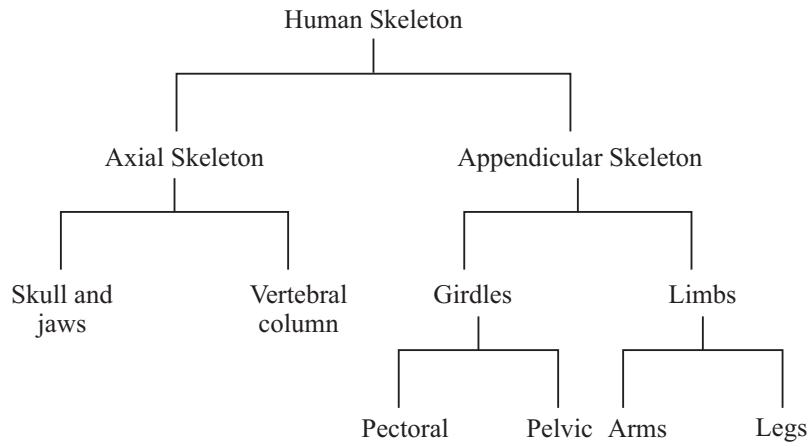 Human Skeleton
Axial Skeleton
Appendicular Skeleton
Skull and
jaws
Vertebral
column
Girdles
Limbs
Pectoral
Pelvic
Arms
Legs